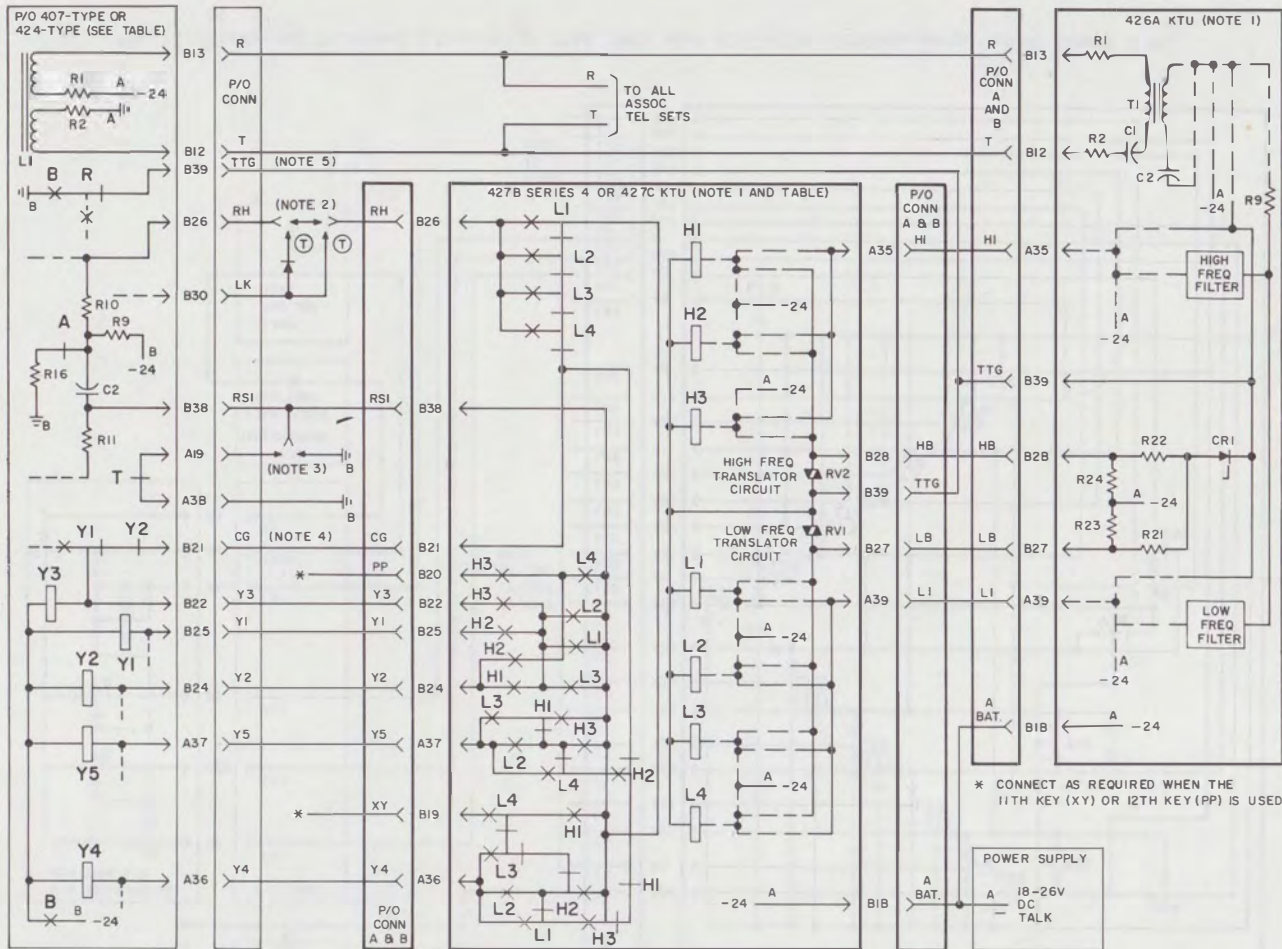 P/O 407-TYPE OR
424-TYPE (SEE TABLE)
R1
A
-24
R2
A
L1
B
R
B
R10
A
R9
B
-24
R16
C2
B
R11
T
Y1
Y2
Y3
Y1
Y2
Y5
Y4
B
B
-24
B13
B12
B39
B26
B30
B38
A19
A38
B21
B22
B25
B24
A37
A36
R
P/O
CONN
T
TTG
(NOTE 5)
RH
(NOTE 2)
T
T
LK
RS1
(NOTE 3)
B
B
CG
(NOTE 4)
*
PP
Y3
Y1
Y2
Y5
*
XY
Y4
RH
RS1
CG
Y3
Y1
Y2
Y5
Y4
P/O
CONN
A & B
R
T
TO ALL
ASSOC
TEL SETS
B26
B38
B21
B20
B22
B25
B24
A37
B19
A36
427B SERIES 4 OR 427C KTU (NOTE 1 AND TABLE)
L1
L2
L3
L4
H3
L4
H3
L2
H2
L1
H2
H1
L3
L3
H1
H3
L2
L4
H2
L4
H1
L3
H1
L2
H2
L1
H3
H1
H2
A
-24
H3
HIGH FREQ
TRANSLATOR
CIRCUIT
RV2
LOW FREQ
TRANSLATOR
CIRCUIT
RV1
L1
A
-24
L2
L3
A
-24
L4
-24
A
A35
B28
B39
B27
A39
B1B
P/O
CONN
A & B
H1
HB
TTG
LB
L1
A
BAT.
R
P/O
CONN
A
AND
B
T
H1
TTG
HB
LB
L1
A
BAT.
B13
B12
A35
B39
B28
B27
A39
B1B
426A KTU (NOTE 1)
R1
T1
R2
C1
C2
A
-24
R9
HIGH
FREQ
FILTER
A
-24
R22
CR1
R24
A
-24
R23
R21
LOW
FREQ
FILTER
A
-24
A
-24
* CONNECT AS REQUIRED WHEN THE
11TH KEY (XY) OR 12TH KEY (PP) IS USED
POWER SUPPLY
A
18-26V
DC
TALK